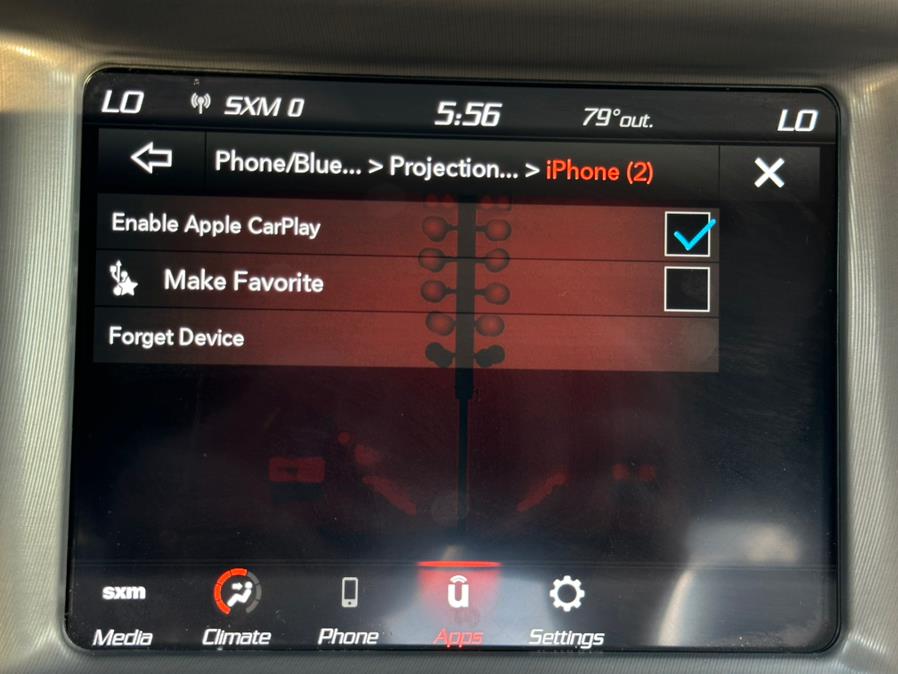 LO SXM 0 5:56 79°out. LO
Phone/Blue... > Projection... > iPhone (2)
Enable Apple CarPlay
Make Favorite
Forget Device
sxm
Media Climate Phone Apps Settings